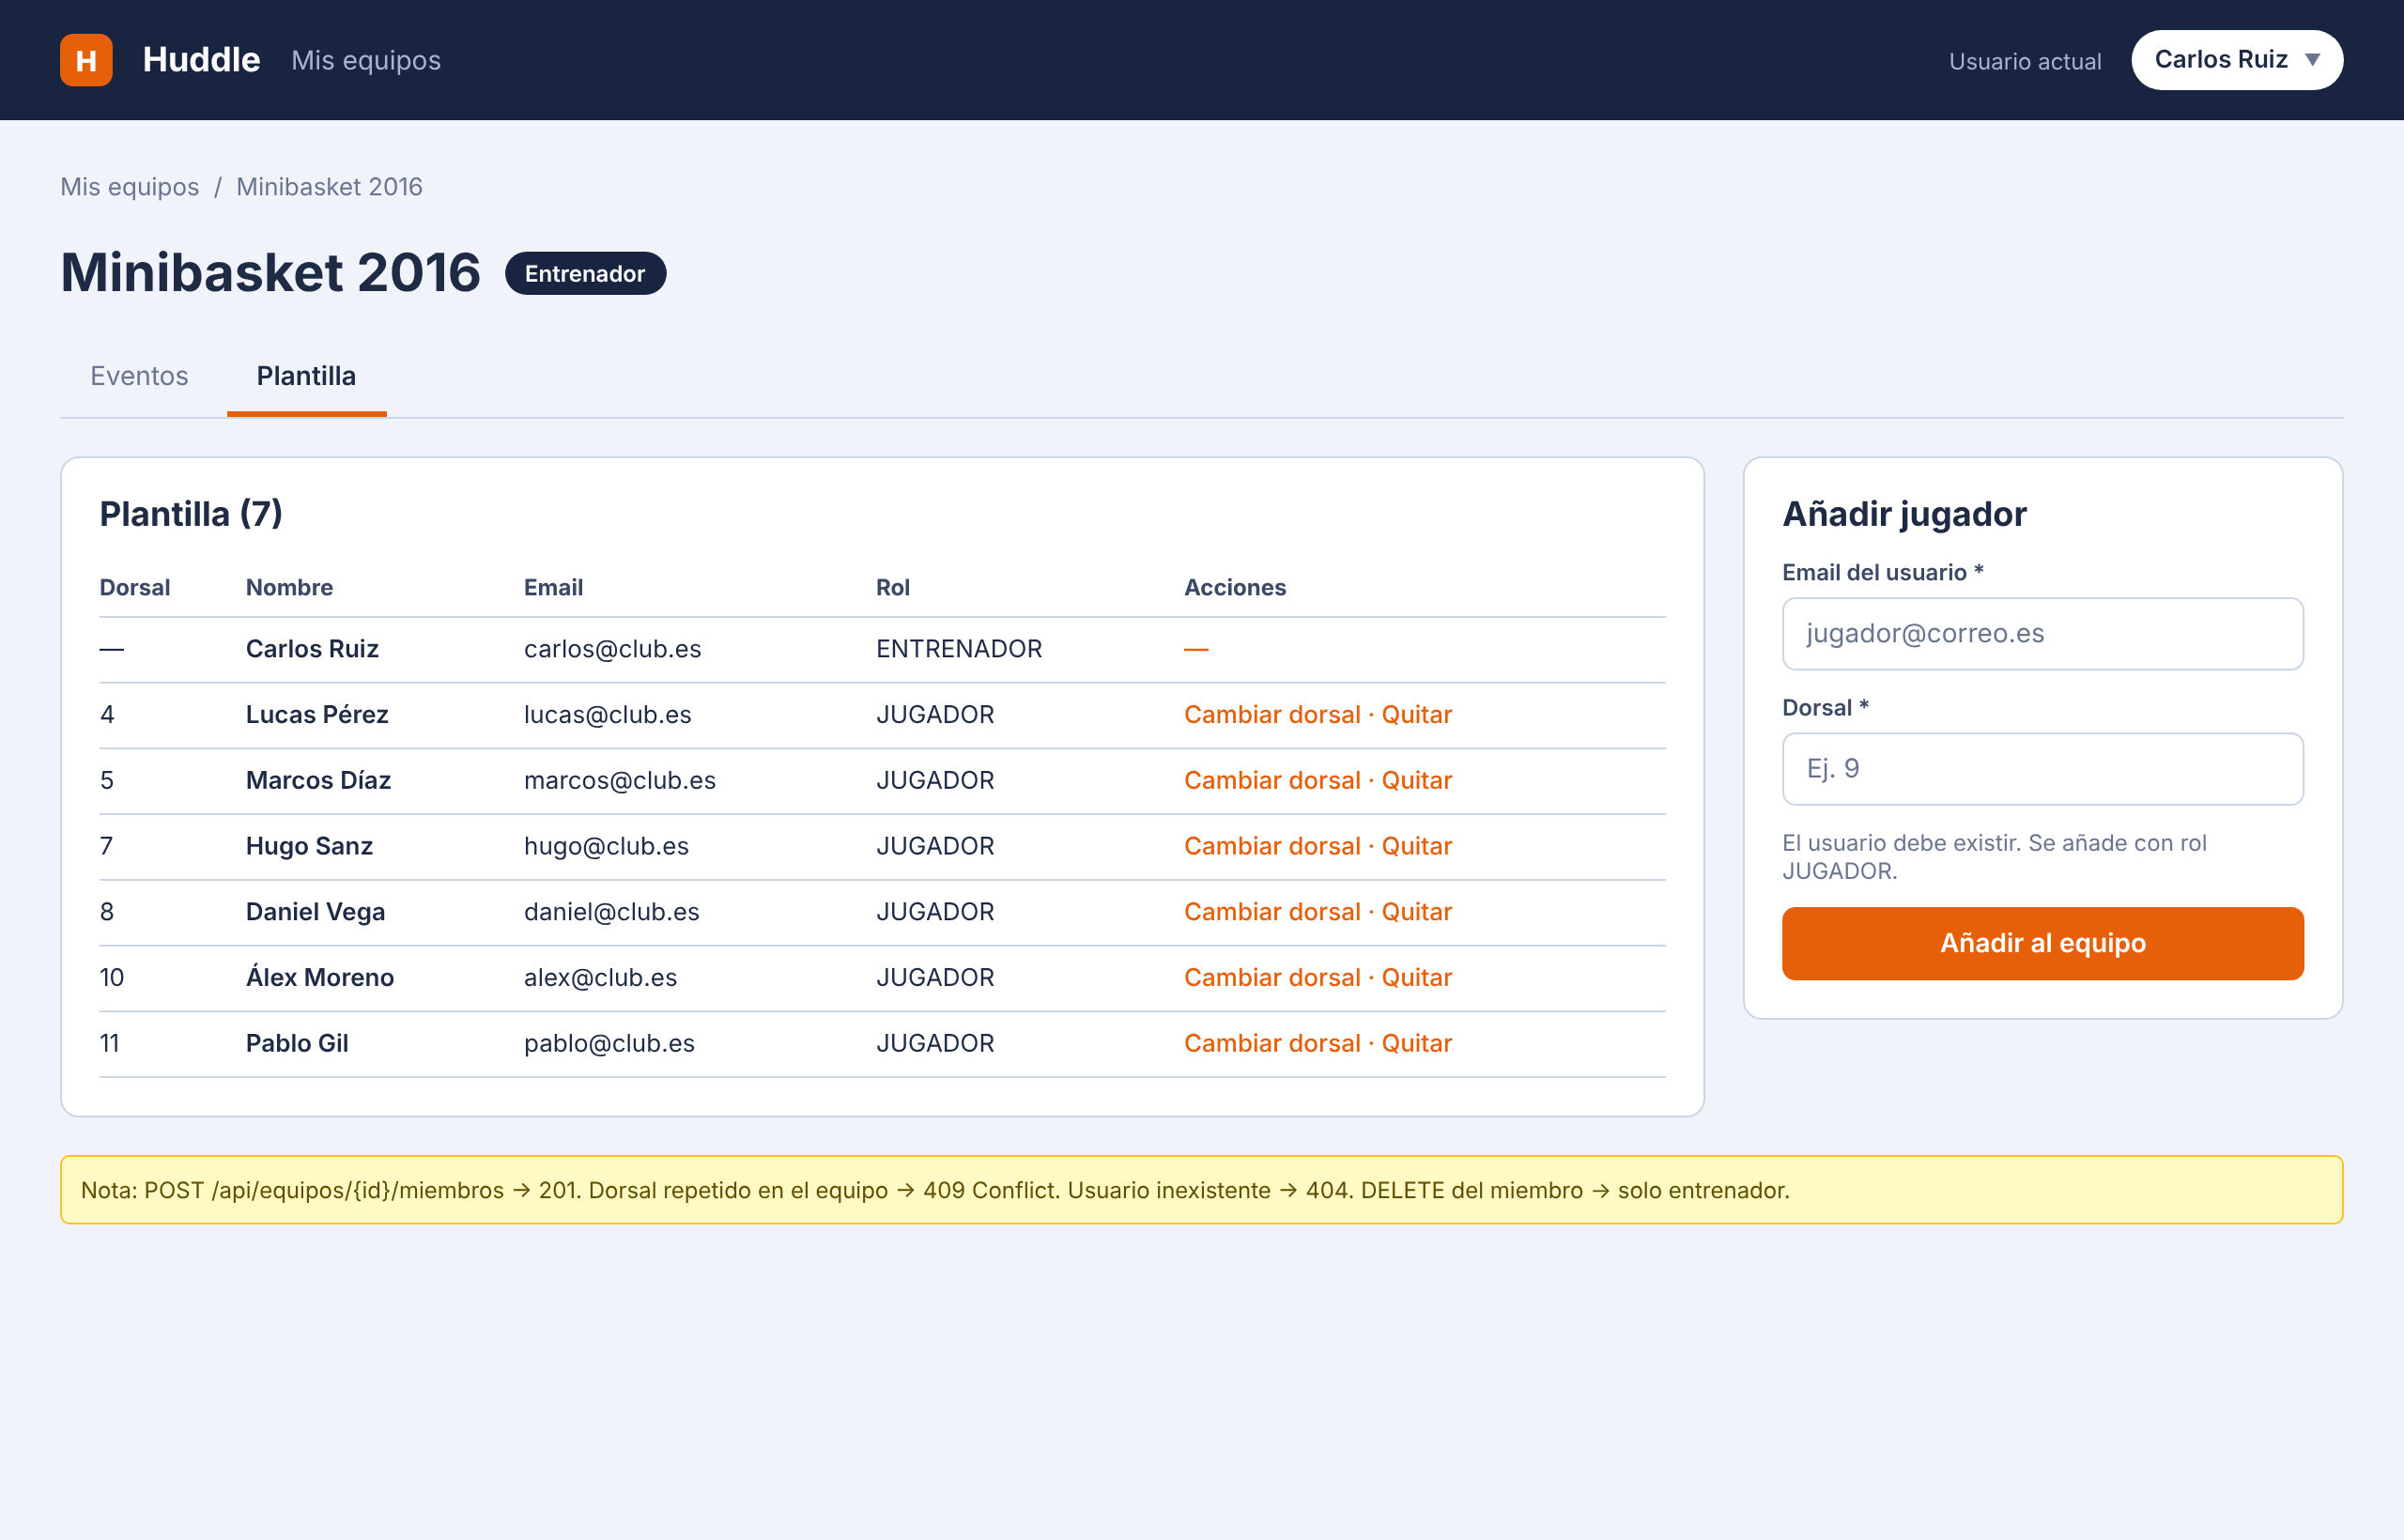 H Huddle Mis equipos Usuario actual Carlos Ruiz ▼
Mis equipos / Minibasket 2016
Minibasket 2016 Entrenador
Eventos Plantilla
Plantilla (7)
Dorsal Nombre Email Rol Acciones
— Carlos Ruiz carlos@club.es ENTRENADOR —
4 Lucas Pérez lucas@club.es JUGADOR Cambiar dorsal · Quitar
5 Marcos Díaz marcos@club.es JUGADOR Cambiar dorsal · Quitar
7 Hugo Sanz hugo@club.es JUGADOR Cambiar dorsal · Quitar
8 Daniel Vega daniel@club.es JUGADOR Cambiar dorsal · Quitar
10 Álex Moreno alex@club.es JUGADOR Cambiar dorsal · Quitar
11 Pablo Gil pablo@club.es JUGADOR Cambiar dorsal · Quitar
Añadir jugador
Email del usuario *
jugador@correo.es
Dorsal *
Ej. 9
El usuario debe existir. Se añade con rol
JUGADOR.
Añadir al equipo
Nota: POST /api/equipos/{id}/miembros → 201. Dorsal repetido en el equipo → 409 Conflict. Usuario inexistente → 404. DELETE del miembro → solo entrenador.